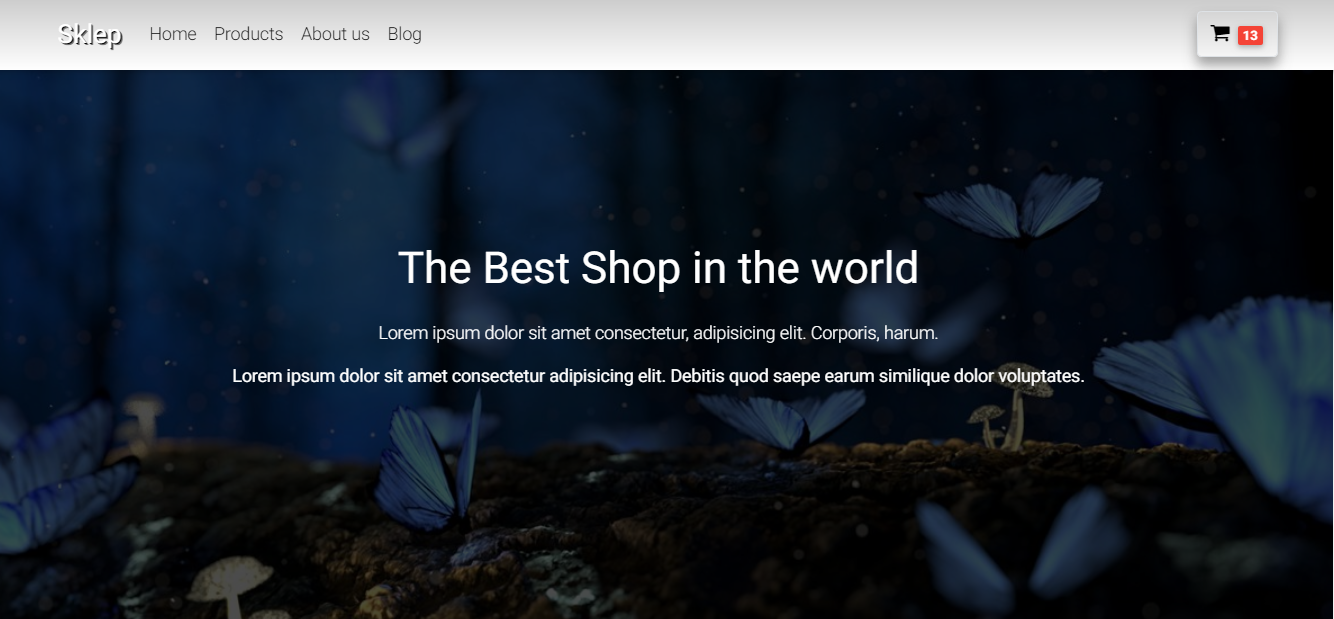 Sklep Home Products About us Blog 13
The Best Shop in the world
Lorem ipsum dolor sit amet consectetur, adipisicing elit. Corporis, harum.
Lorem ipsum dolor sit amet consectetur adipisicing elit. Debitis quod saepe earum similique dolor voluptates.